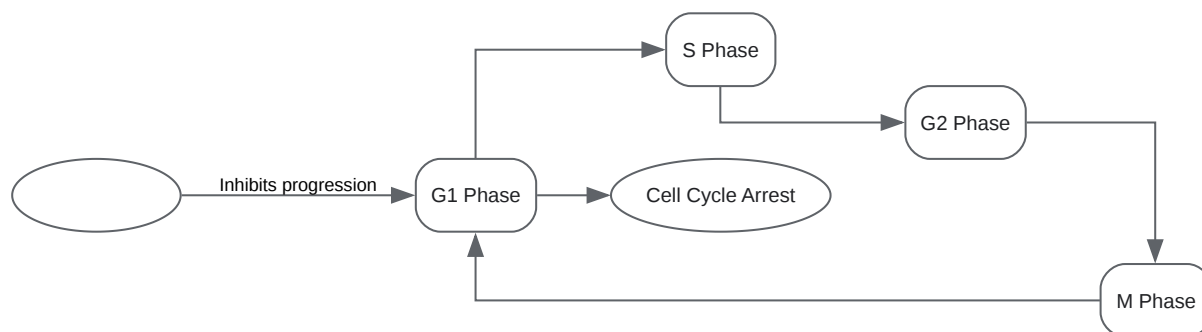 S Phase
G2 Phase
Inhibits progression
G1 Phase
Cell Cycle Arrest
M Phase